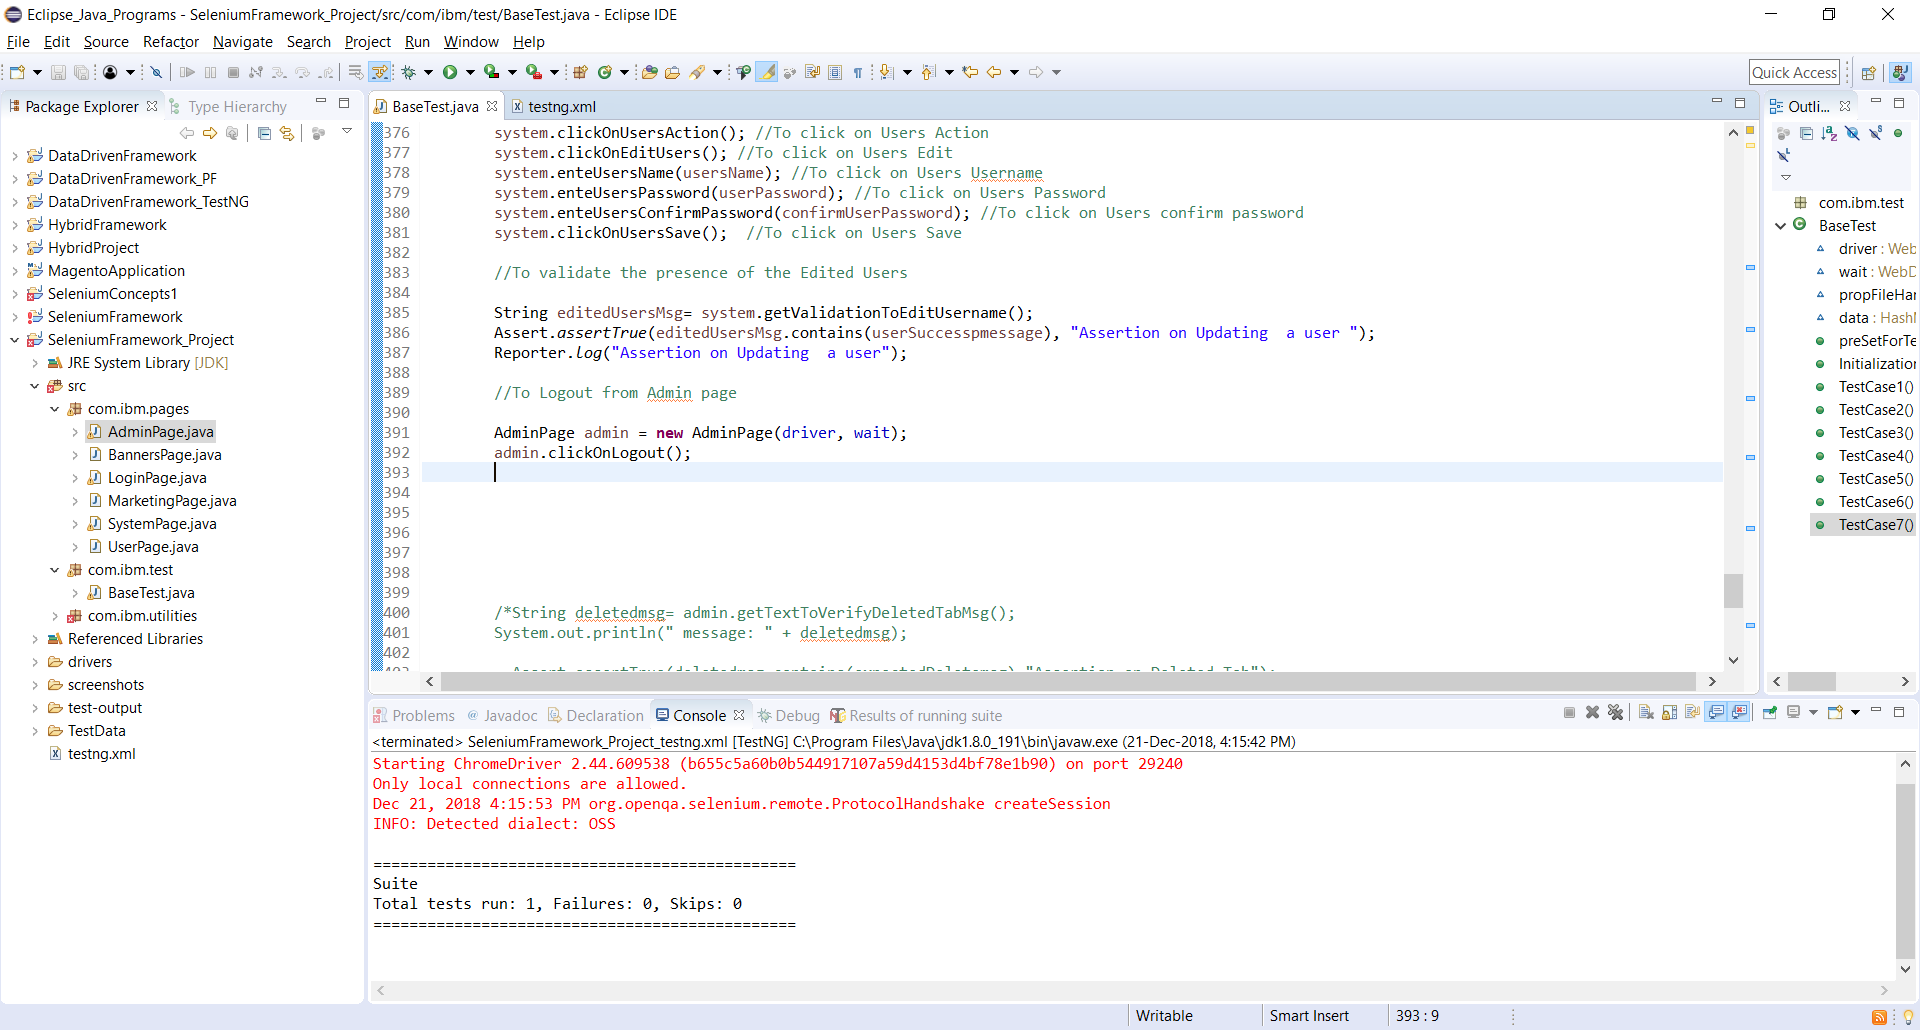 Eclipse_Java_Programs - SeleniumFramework_Project/src/com/ibm/test/BaseTest.java - Eclipse IDE
File Edit Source Refactor Navigate Search Project Run Window Help
Quick Access
Package Explorer Type Hierarchy
DataDrivenFramework
DataDrivenFramework_PF
DataDrivenFramework_TestNG
HybridFramework
HybridProject
MagentoApplication
SeleniumConcepts1
SeleniumFramework
SeleniumFramework_Project
JRE System Library [JDK]
src
com.ibm.pages
AdminPage.java
BannersPage.java
LoginPage.java
MarketingPage.java
SystemPage.java
UserPage.java
com.ibm.test
BaseTest.java
com.ibm.utilities
Referenced Libraries
drivers
screenshots
test-output
TestData
testng.xml
BaseTest.java testng.xml
376 system.clickOnUsersAction(); //To click on Users Action
377 system.clickOnEditUsers(); //To click on Users Edit
378 system.enteUsersName(usersName); //To click on Users Username
379 system.enteUsersPassword(userPassword); //To click on Users Password
380 system.enteUsersConfirmPassword(confirmUserPassword); //To click on Users confirm password
381 system.clickOnUsersSave();  //To click on Users Save
382
383 //To validate the presence of the Edited Users
384
385 String editedUsersMsg= system.getValidationToEditUsername();
386 Assert.assertTrue(editedUsersMsg.contains(userSuccesspmessage), "Assertion on Updating  a user ");
387 Reporter.log("Assertion on Updating  a user");
388
389 //To Logout from Admin page
390
391 AdminPage admin = new AdminPage(driver, wait);
392 admin.clickOnLogout();
393
394
395
396
397
398
399
400 /*String deletedmsg= admin.getTextToVerifyDeletedTabMsg();
401 System.out.println(" message: " + deletedmsg);
402
Outli...
com.ibm.test
BaseTest
driver : Web
wait : WebD
propFileHar
data : Hash
preSetForTe
Initialization
TestCase1()
TestCase2()
TestCase3()
TestCase4()
TestCase5()
TestCase6()
TestCase7()
Problems Javadoc Declaration Console Debug Results of running suite
<terminated> SeleniumFramework_Project_testng.xml [TestNG] C:\Program Files\Java\jdk1.8.0_191\bin\javaw.exe (21-Dec-2018, 4:15:42 PM)
Starting ChromeDriver 2.44.609538 (b655c5a60b0b544917107a59d4153d4bf78e1b90) on port 29240
Only local connections are allowed.
Dec 21, 2018 4:15:53 PM org.openqa.selenium.remote.ProtocolHandshake createSession
INFO: Detected dialect: OSS
===============================================
Suite
Total tests run: 1, Failures: 0, Skips: 0
===============================================
Writable Smart Insert 393 : 9